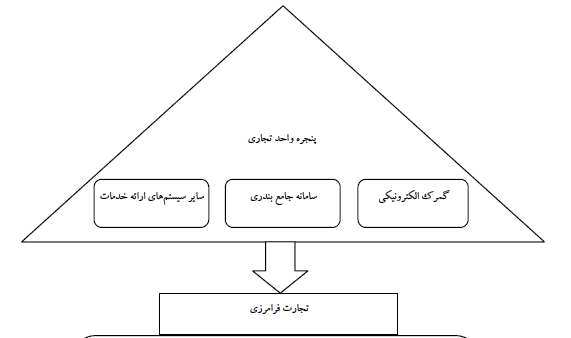 پنجره واحد تجاری
گمرک الکترونیکی
سامانه جامع بندری
سایر سیستم‌های ارائه خدمات
تجارت فرامرزی